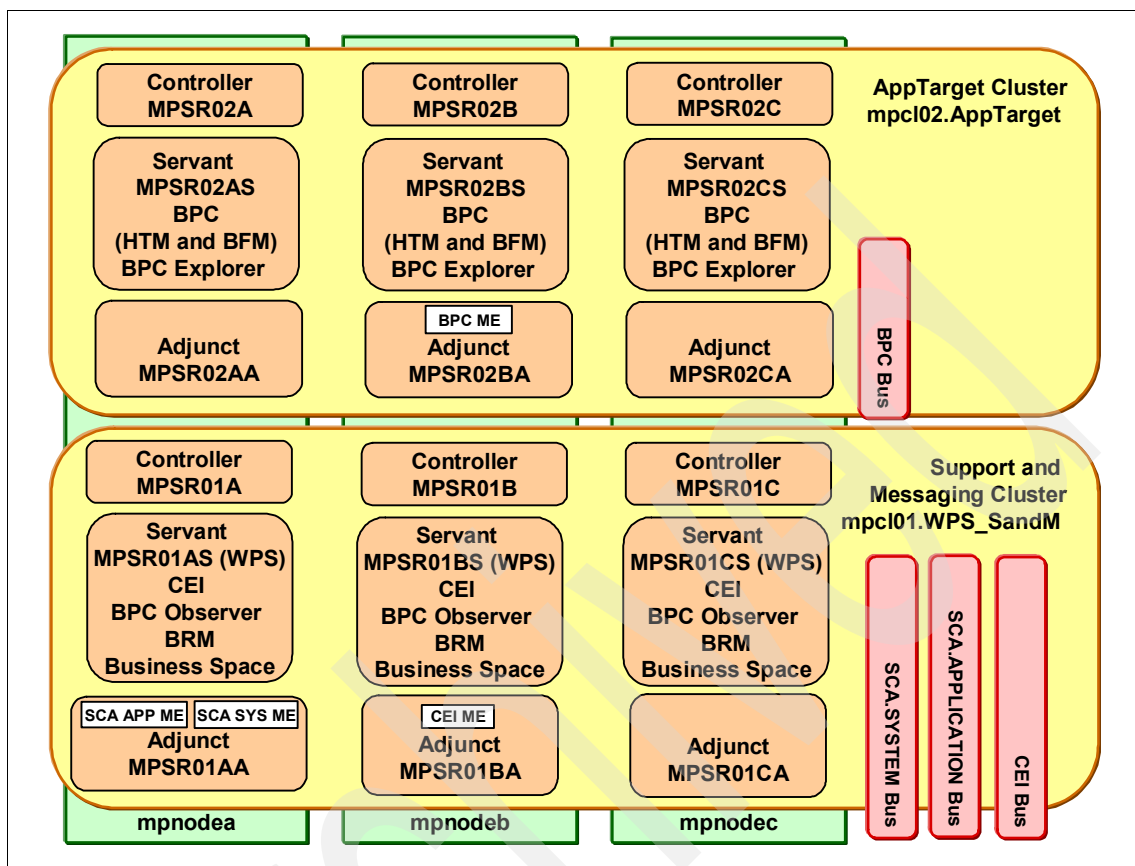 Controller
MPSR02A
Controller
MPSR02B
Controller
MPSR02C
AppTarget Cluster
mpcl02.AppTarget
Servant
MPSR02AS
BPC
(HTM and BFM)
BPC Explorer
Servant
MPSR02BS
BPC
(HTM and BFM)
BPC Explorer
Servant
MPSR02CS
BPC
(HTM and BFM)
BPC Explorer
BPC Bus
Adjunct
MPSR02AA
BPC ME
Adjunct
MPSR02BA
Adjunct
MPSR02CA
Controller
MPSR01A
Controller
MPSR01B
Controller
MPSR01C
Support and
Messaging Cluster
mpcl01.WPS_SandM
Servant
MPSR01AS (WPS)
CEI
BPC Observer
BRM
Business Space
Servant
MPSR01BS (WPS)
CEI
BPC Observer
BRM
Business Space
Servant
MPSR01CS (WPS)
CEI
BPC Observer
BRM
Business Space
SCA.SYSTEM Bus
SCA.APPLICATION Bus
CEI Bus
SCA APP ME
SCA SYS ME
Adjunct
MPSR01AA
CEI ME
Adjunct
MPSR01BA
Adjunct
MPSR01CA
mpnodea
mpnodeb
mpnodec